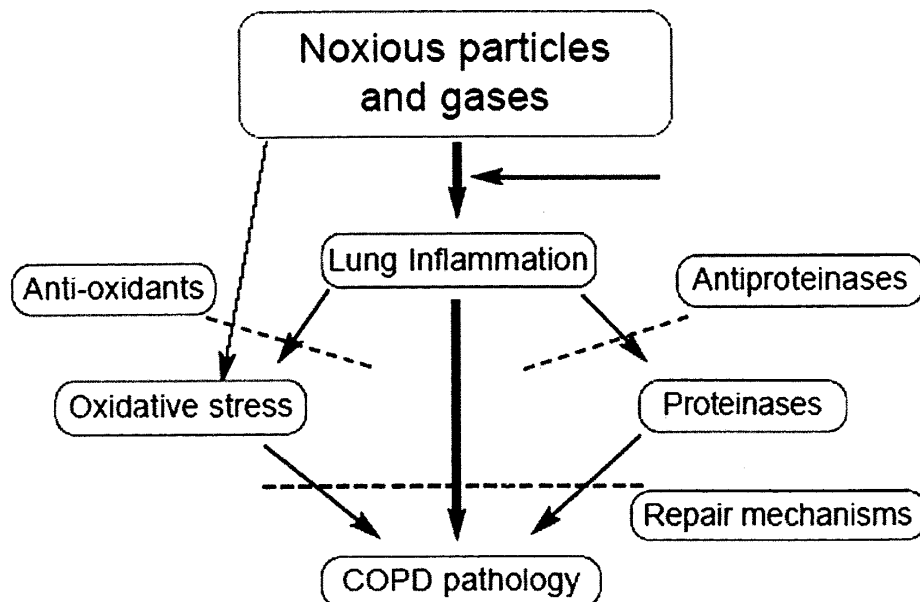 Noxious particles
and gases
Lung Inflammation
Anti-oxidants
Antiproteinases
Oxidative stress
Proteinases
Repair mechanisms
COPD pathology